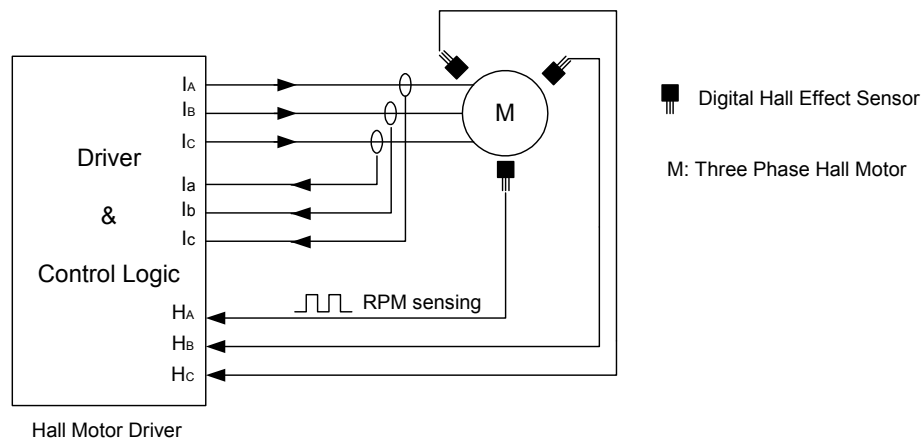 IA
IB
IC
Ia
Ib
Ic
Driver
&
Control Logic
HA
HB
HC
RPM sensing
M
Digital Hall Effect Sensor
M: Three Phase Hall Motor
Hall Motor Driver